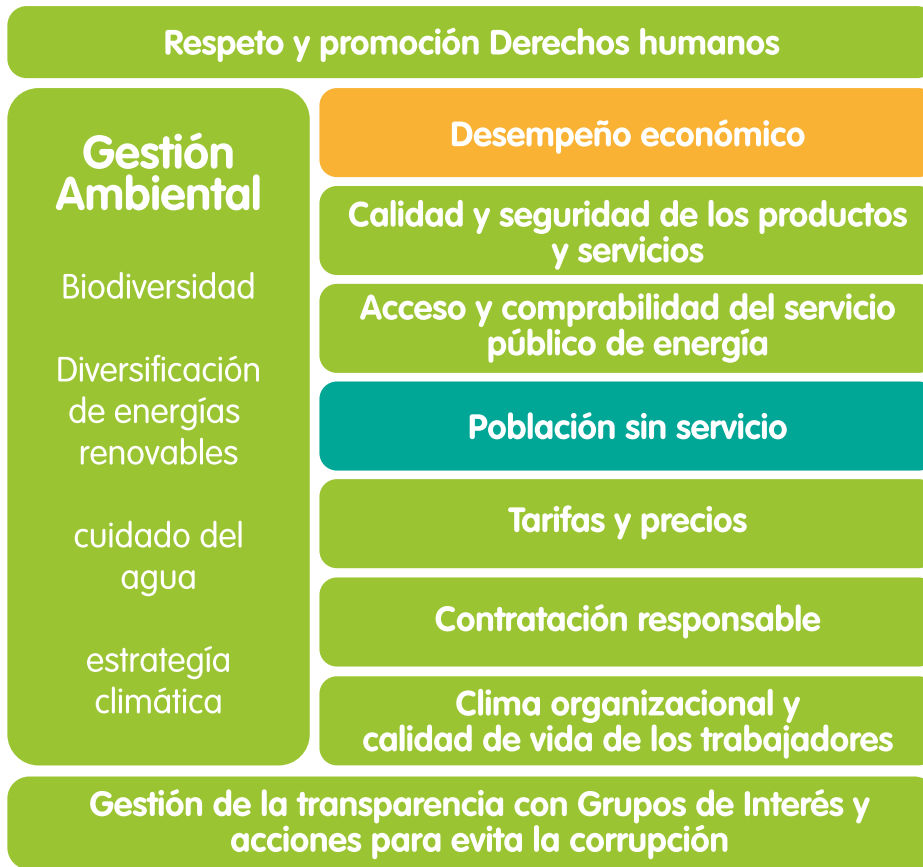 Respeto y promoción Derechos humanos
Gestión
Ambiental
Biodiversidad
Diversificación
de energías
renovables
cuidado del
agua
estrategía
climática
Desempeño económico
Calidad y seguridad de los productos
y servicios
Acceso y comprabilidad del servicio
público de energía
Población sin servicio
Tarifas y precios
Contratación responsable
Clima organizacional y
calidad de vida de los trabajadores
Gestión de la transparencia con Grupos de Interés y
acciones para evita la corrupción